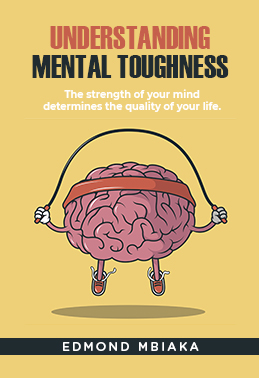 UNDERSTANDING
MENTAL TOUGHNESS
The strength of your mind
determines the quality of your life.
EDMOND MBIAKA